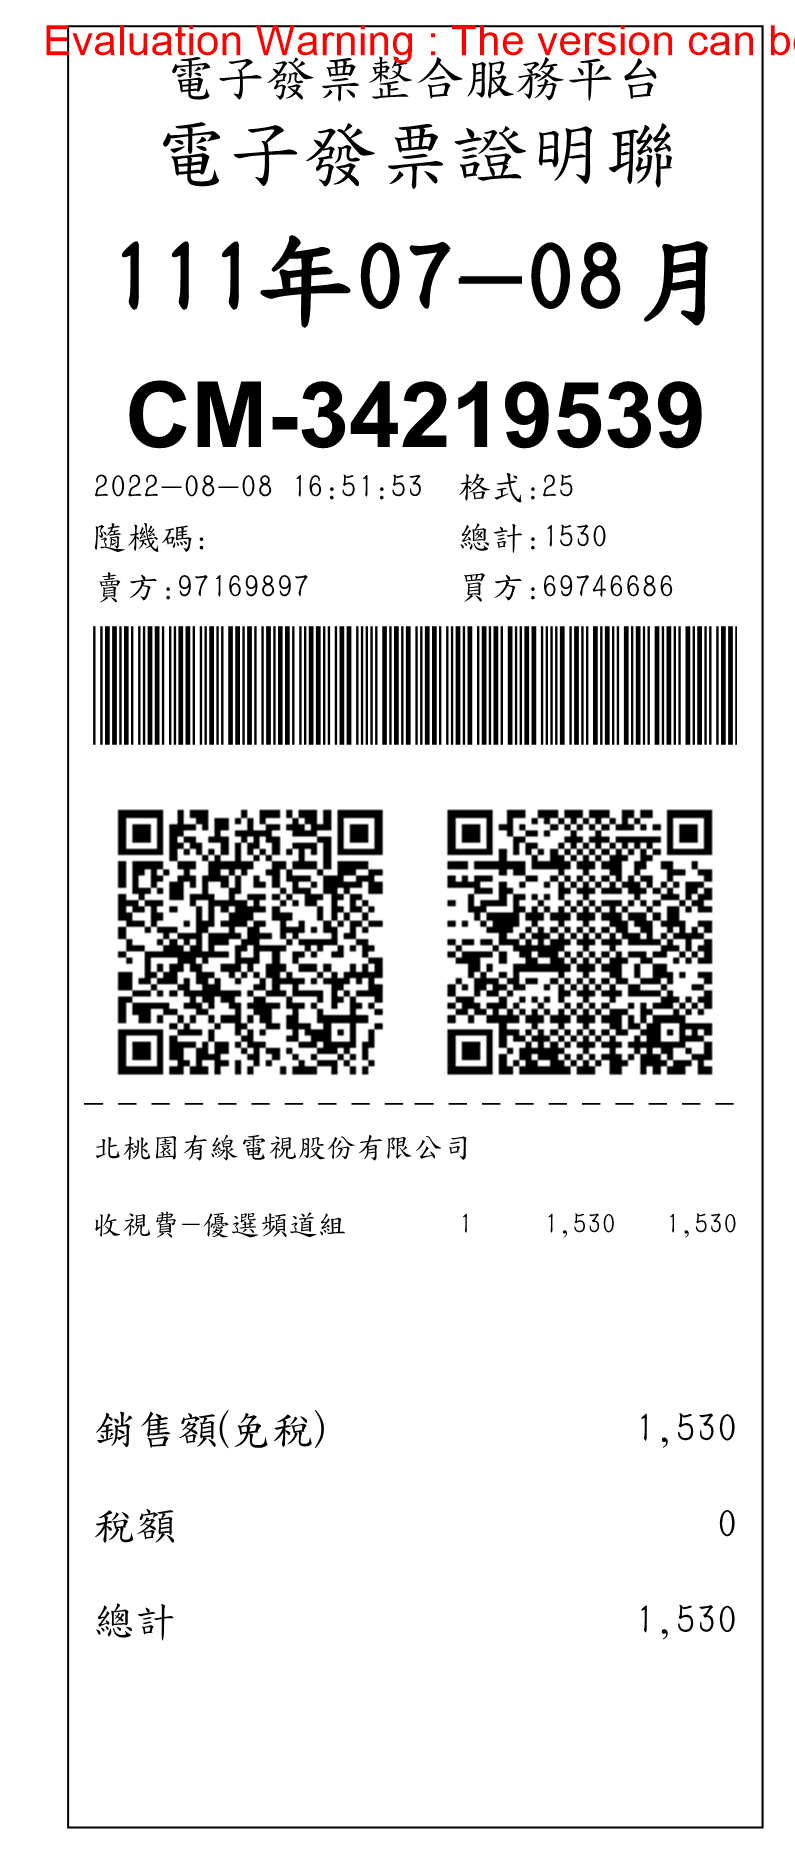 Evaluation Warning : The version can b
電子發票整合服務平台
電子發票證明聯
111年07-08月
CM-34219539
2022-08-08 16:51:53 格式:25
隨機碼: 總計:1530
賣方:97169897 買方:69746686
北桃園有線電視股份有限公司
收視費-優選頻道組 1 1,530 1,530
銷售額(免稅) 1,530
稅額 0
總計 1,530